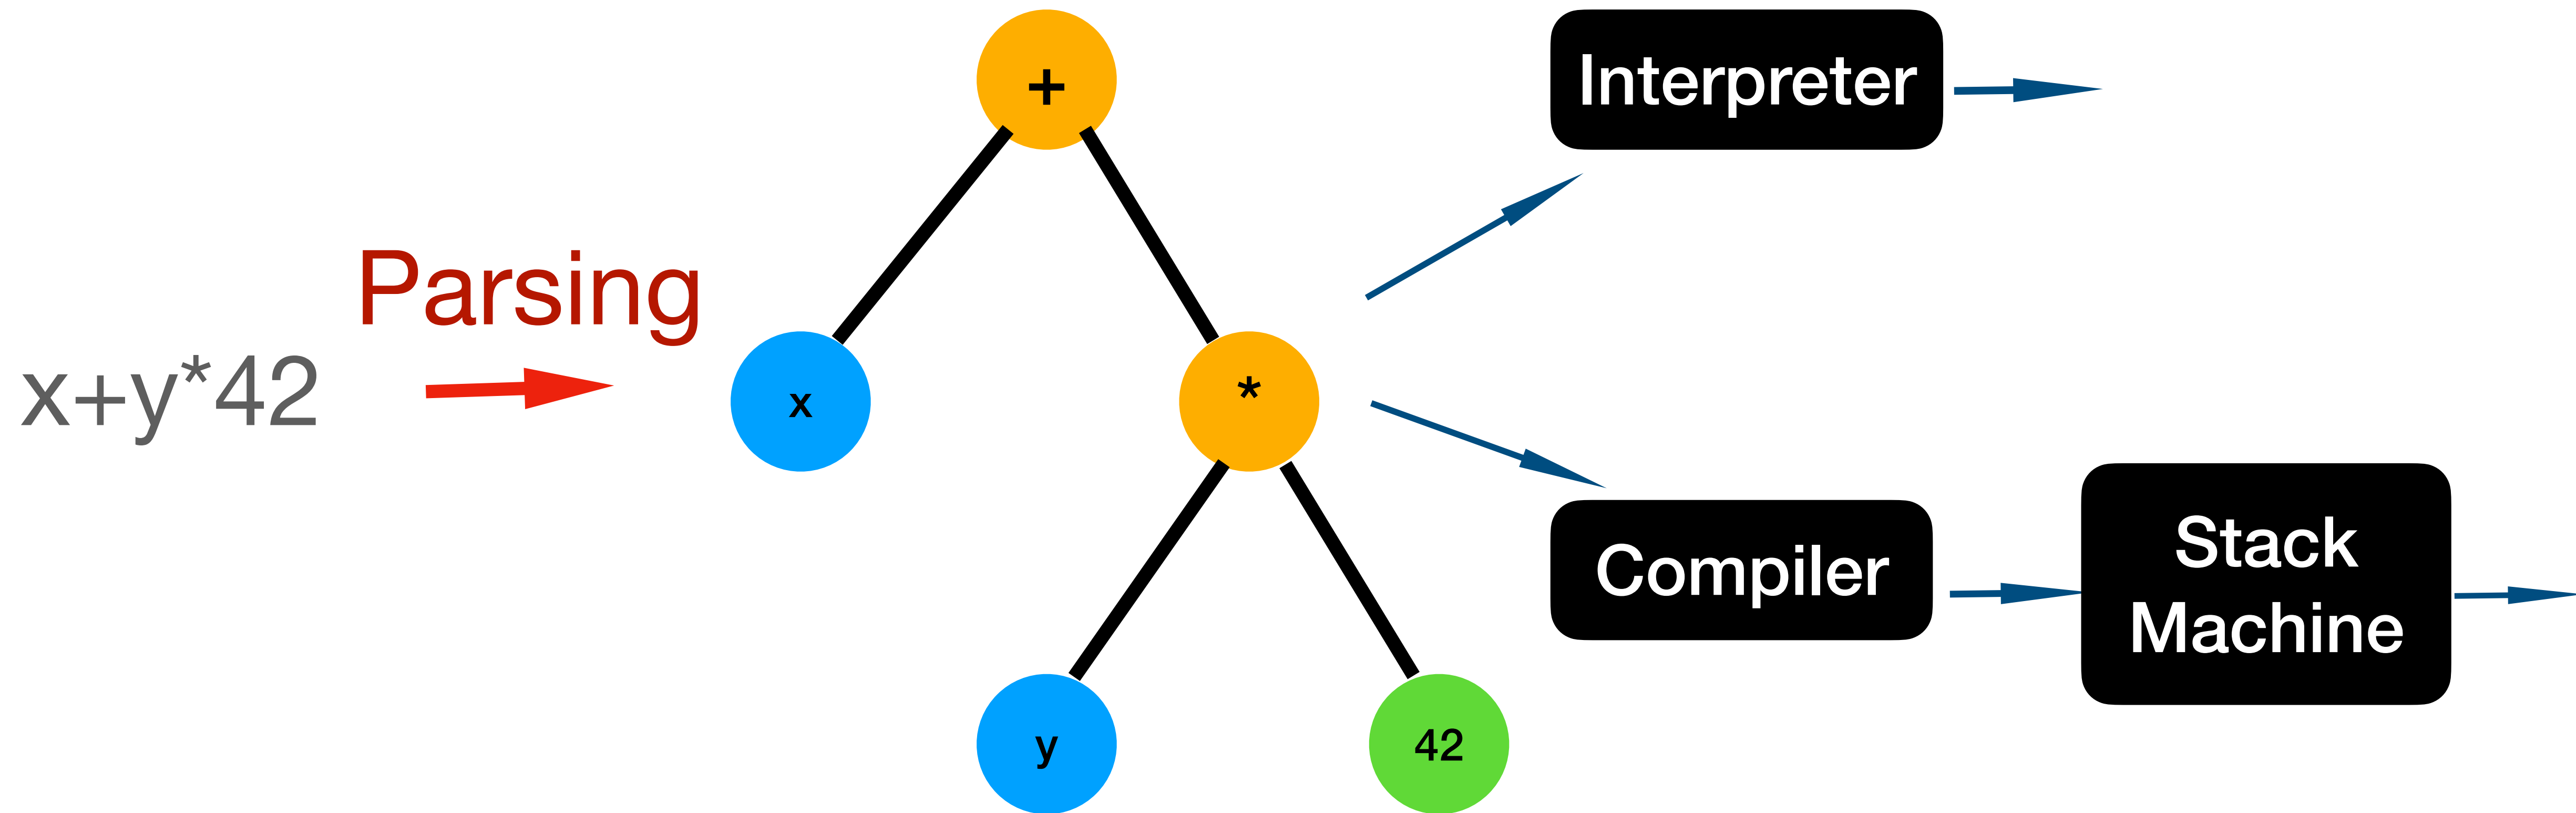 x+y*42
Parsing
+
x
*
y
42
Interpreter
Compiler
Stack
Machine